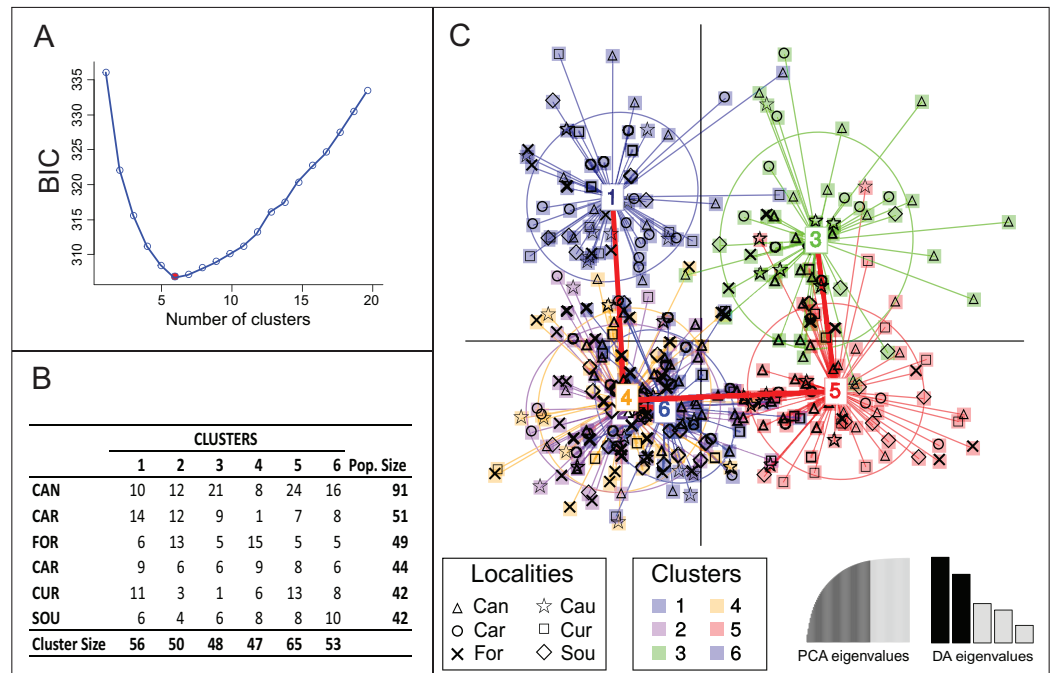 A
BIC
335
330
325
320
315
310
5 10 15 20
Number of clusters
B
CLUSTERS
1 2 3 4 5 6 Pop. Size
CAN 10 12 21 8 24 16 91
CAR 14 12 9 1 7 8 51
FOR 6 13 5 15 5 5 49
CAR 9 6 6 9 8 6 44
CUR 11 3 1 6 13 8 42
SOU 6 4 6 8 8 10 42
Cluster Size 56 50 48 47 65 53
C
1
3
4
6
5
Localities
Can Cau
Car Cur
For Sou
Clusters
1 4
2 5
3 6
PCA eigenvalues
DA eigenvalues